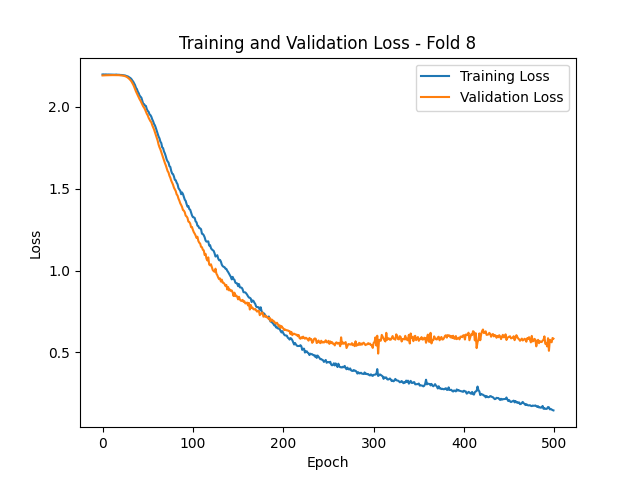 Training and Validation Loss - Fold 8
Training Loss
Validation Loss
Loss
2.0
1.5
1.0
0.5
0 100 200 300 400 500
Epoch